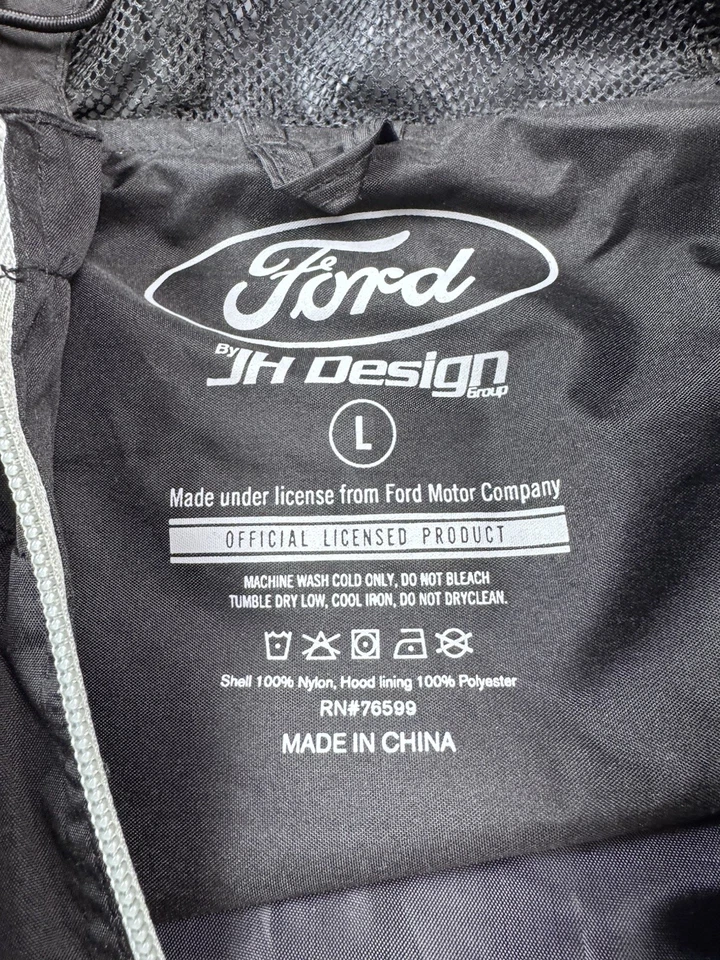 Ford
By JH Design
Group
L
Made under license from Ford Motor Company
OFFICIAL LICENSED PRODUCT
MACHINE WASH COLD ONLY, DO NOT BLEACH
TUMBLE DRY LOW, COOL IRON, DO NOT DRYCLEAN.
Shell 100% Nylon, Hood lining 100% Polyester
RN#76599
MADE IN CHINA